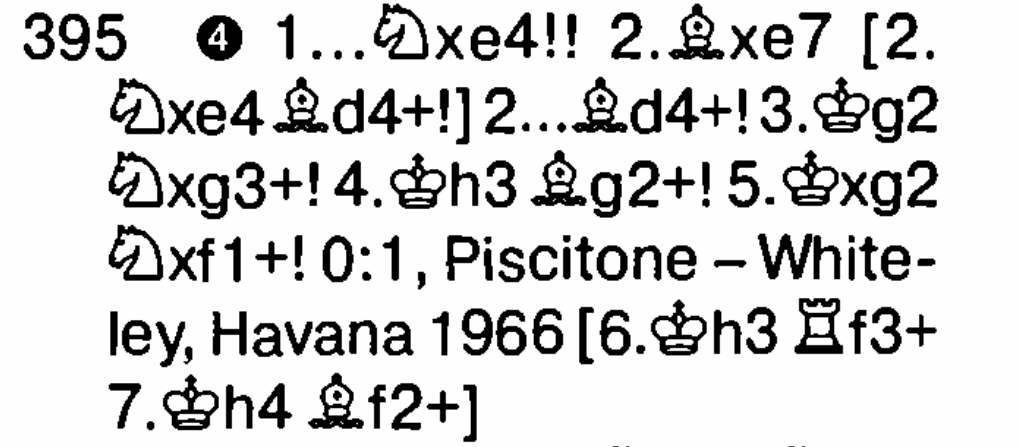 395 ❹ 1...♘xe4!! 2.♗xe7 [2.
♘xe4 ♗d4+!] 2...♗d4+! 3.♔g2
♘xg3+! 4.♔h3 ♗g2+! 5.♔xg2
♘xf1+! 0:1, Piscitone – White-
ley, Havana 1966 [6.♔h3 ♖f3+
7.♔h4 ♗f2+]